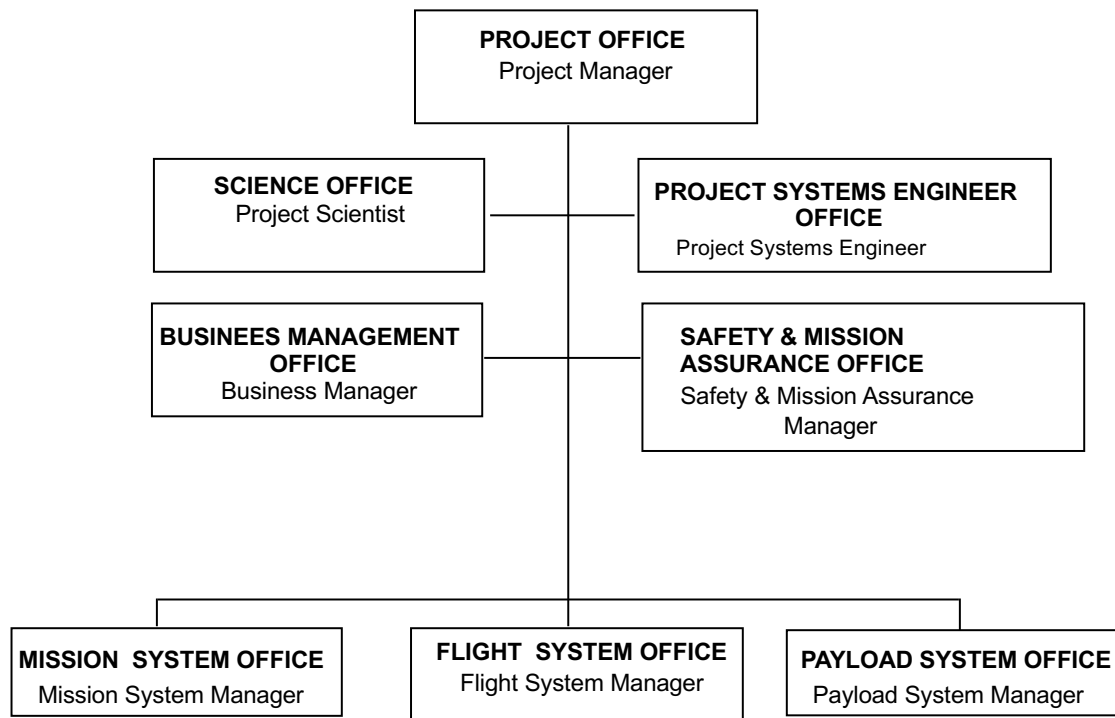 PROJECT OFFICE
Project Manager
SCIENCE OFFICE
Project Scientist
PROJECT SYSTEMS ENGINEER
OFFICE
Project Systems Engineer
BUSINEES MANAGEMENT
OFFICE
Business Manager
SAFETY & MISSION
ASSURANCE OFFICE
Safety & Mission Assurance
Manager
MISSION SYSTEM OFFICE
Mission System Manager
FLIGHT SYSTEM OFFICE
Flight System Manager
PAYLOAD SYSTEM OFFICE
Payload System Manager